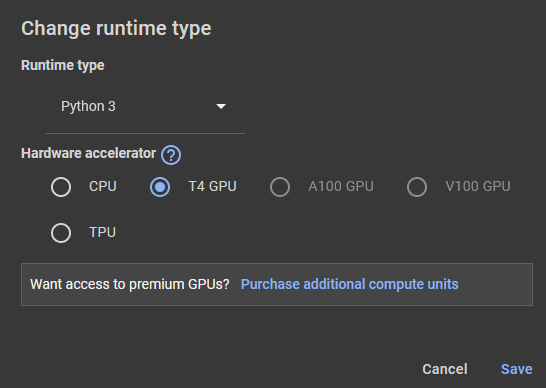 Change runtime type
Runtime type
Python 3
Hardware accelerator ?
CPU T4 GPU A100 GPU V100 GPU
TPU
Want access to premium GPUs? Purchase additional compute units
Cancel Save